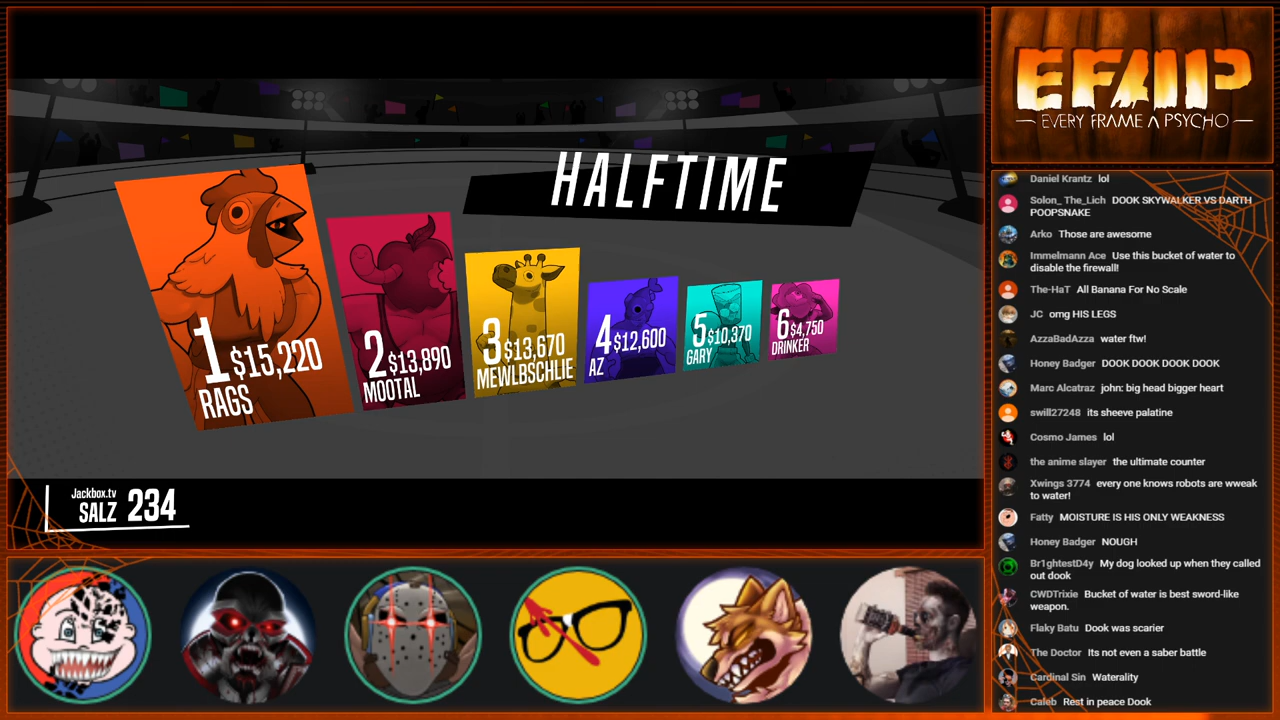 HALFTIME
1 $15,220
RAGS
2 $13,890
MOOTAL
3 $13,670
MEWLBSCHLIE
4 $12,600
AZ
5 $10,370
GARY
6 $4,750
DRINKER
Jackbox.tv
SALZ 234
EFAP
EVERY FRAME A PSYCHO
Daniel Krantz lol
Solon_ The_Lich DOOK SKYWALKER VS DARTH
POOPSNAKE
Arko Those are awesome
Immelmann Ace Use this bucket of water to
disable the firewall!
The-HaT All Banana For No Scale
JC omg HIS LEGS
AzzaBadAzza water ftw!
Honey Badger DOOK DOOK DOOK DOOK
Marc Alcatraz john: big head bigger heart
swill27248 its sheeve palatine
Cosmo James lol
the anime slayer the ultimate counter
Xwings 3774 every one knows robots are wweak
to water!
Fatty MOISTURE IS HIS ONLY WEAKNESS
Honey Badger NOUGH
Br1ghtestD4y My dog looked up when they called
out dook
CWDTrixie Bucket of water is best sword-like
weapon.
Flaky Batu Dook was scarier
The Doctor Its not even a saber battle
Cardinal Sin Waterality
Caleb Rest in peace Dook